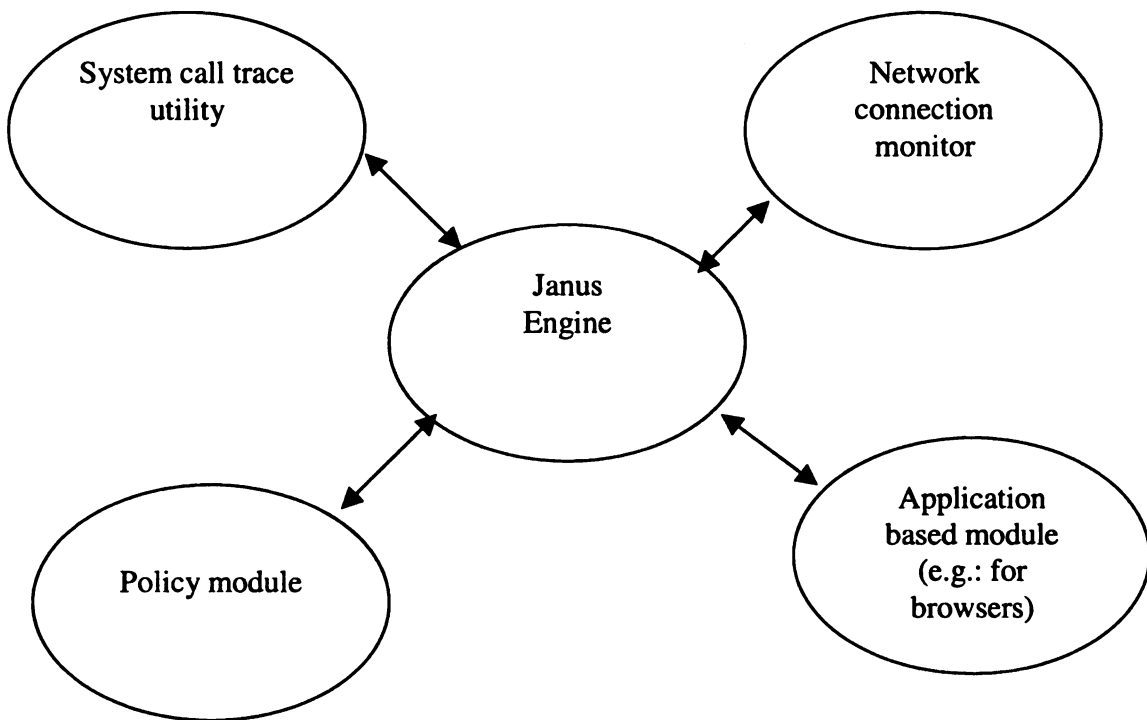 System call trace
utility
Network
connection
monitor
Janus
Engine
Policy module
Application
based module
(e.g.: for
browsers)